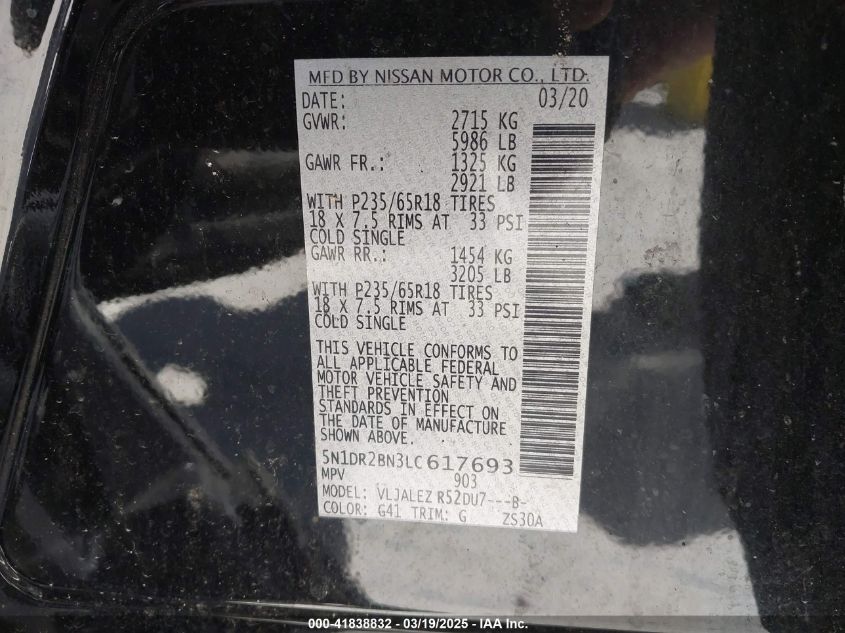 MFD BY NISSAN MOTOR CO., LTD.
DATE: 03/20
GVWR: 2715 KG
5986 LB
GAWR FR.: 1325 KG
2921 LB
WITH P235/65R18 TIRES
18 X 7.5 RIMS AT 33 PSI
COLD SINGLE
GAWR RR.: 1454 KG
3205 LB
WITH P235/65R18 TIRES
18 X 7.5 RIMS AT 33 PSI
COLD SINGLE
THIS VEHICLE CONFORMS TO
ALL APPLICABLE FEDERAL
MOTOR VEHICLE SAFETY AND
THEFT PREVENTION
STANDARDS IN EFFECT ON
THE DATE OF MANUFACTURE
SHOWN ABOVE.
5N1DR2BN3LC617693
MPV 903
MODEL: VLJALEZ R52DU7---B-
COLOR: G41 TRIM: G ZS30A
000-41838832 - 03/19/2025 - IAA Inc.